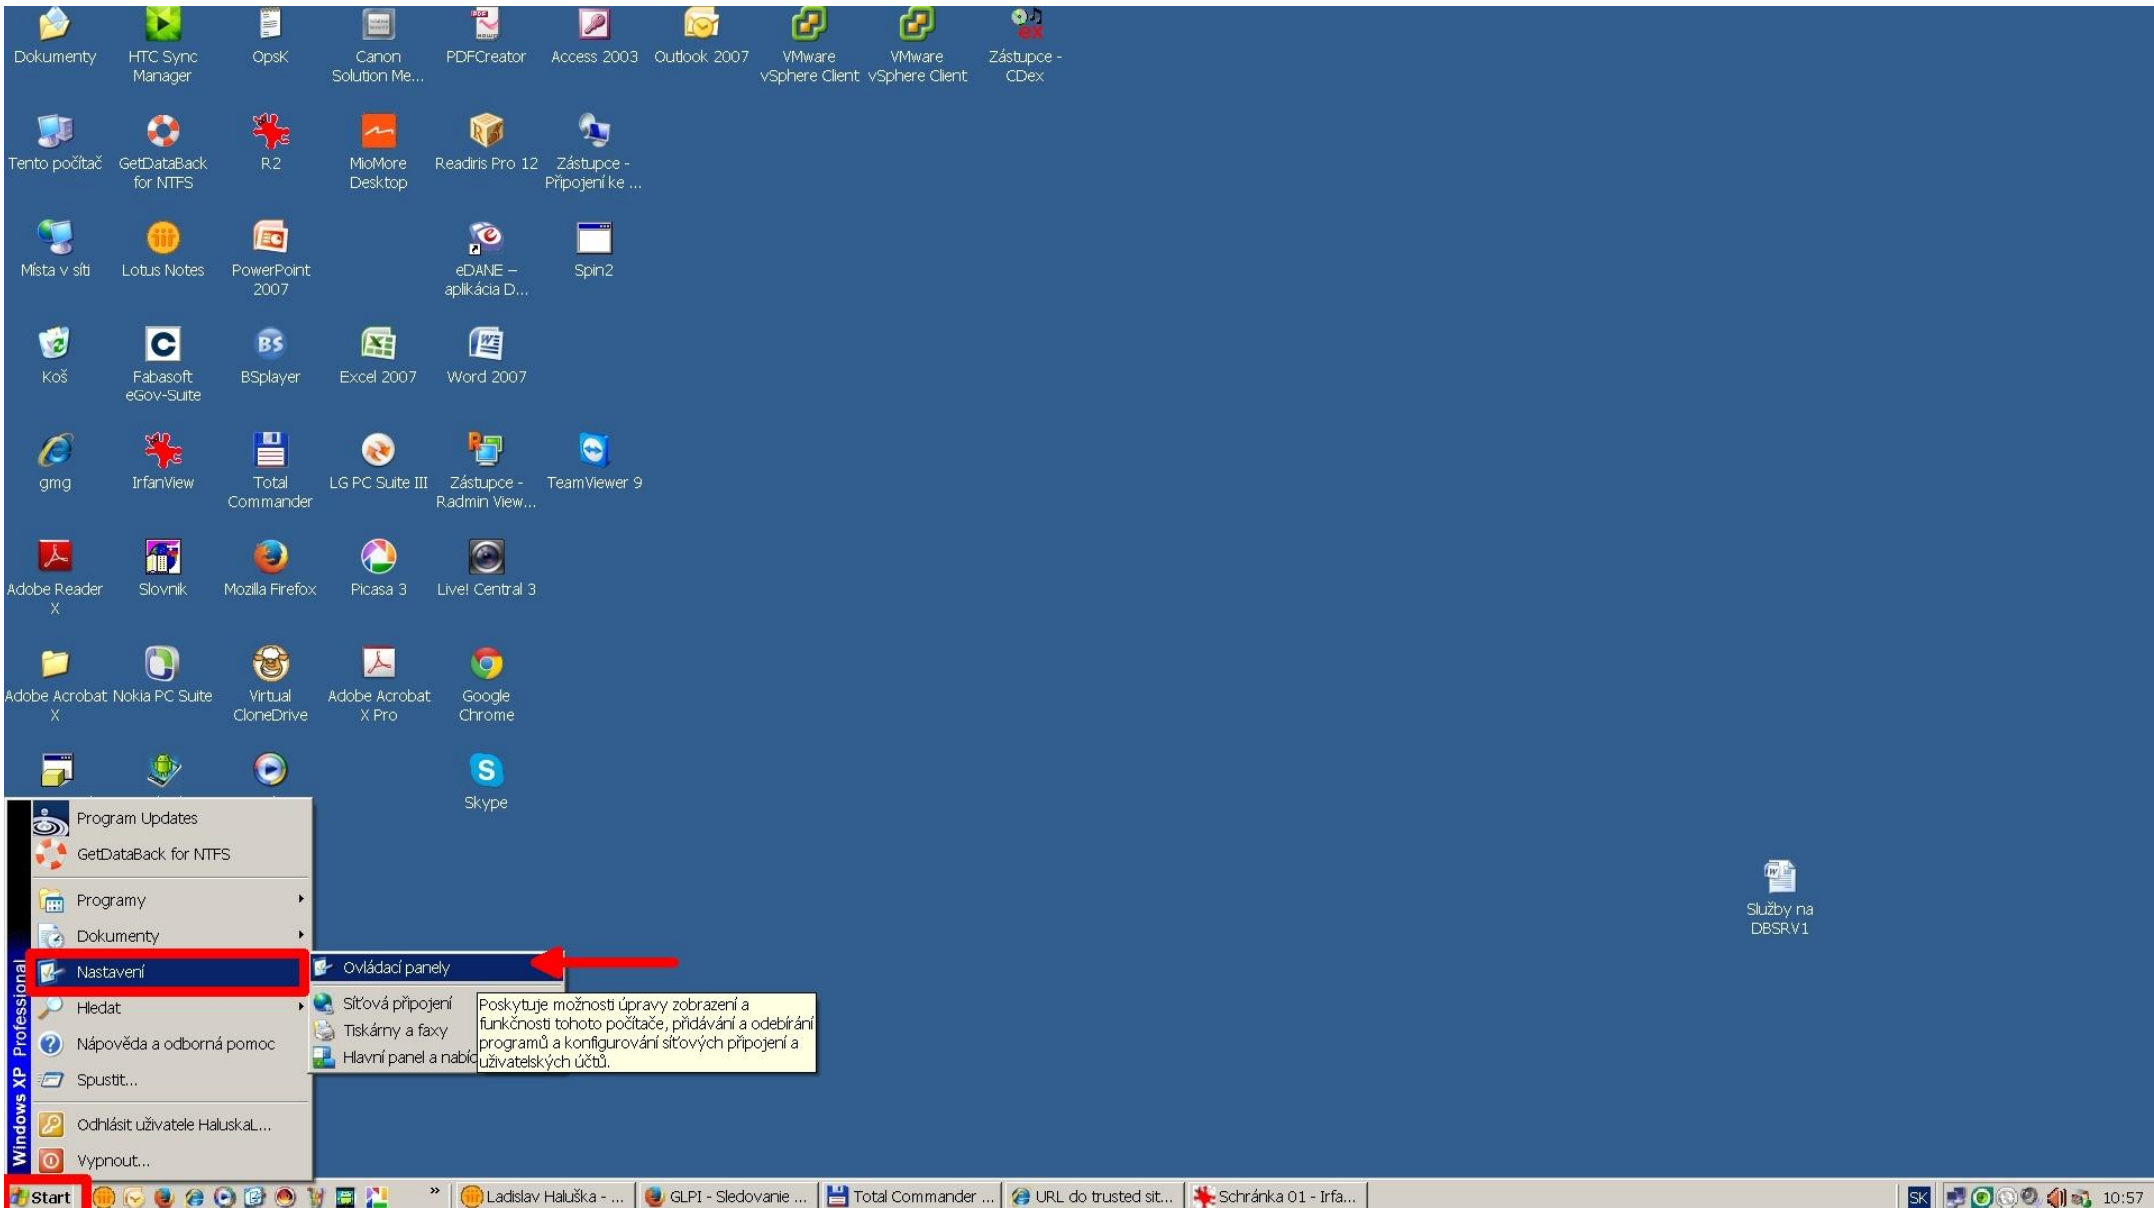 Dokumenty
HTC Sync
Manager
OpsK
Canon
Solution Me...
PDFCreator
Access 2003
Outlook 2007
VMware
vSphere Client
VMware
vSphere Client
Zástupce -
CDex
Tento počítač
GetDataBack
for NTFS
R2
MioMore
Desktop
Readiris Pro 12
Zástupce -
Připojení ke ...
Místa v síti
Lotus Notes
PowerPoint
2007
eDANE –
aplikácia D...
Spin2
Koš
Fabasoft
eGov-Suite
BSplayer
Excel 2007
Word 2007
gmg
IrfanView
Total
Commander
LG PC Suite III
Zástupce -
Radmin View...
TeamViewer 9
Adobe Reader
X
Slovnik
Mozilla Firefox
Picasa 3
Live! Central 3
Adobe Acrobat
X
Nokia PC Suite
Virtual
CloneDrive
Adobe Acrobat
X Pro
Google
Chrome
Skype
Služby na
DBSRV1
Windows XP Professional
Program Updates
GetDataBack for NTFS
Programy
Dokumenty
Nastavení
Hledat
Nápověda a odborná pomoc
Spustit...
Odhlásit uživatele HaluskaL...
Vypnout...
Ovládací panely
Síťová připojení
Tiskárny a faxy
Hlavní panel a nabíd
Poskytuje možnosti úpravy zobrazení a
funkčnosti tohoto počítače, přidávání a odebírání
programů a konfigurování síťových připojení a
uživatelských účtů.
Start
»
Ladislav Haluška - ...
GLPI - Sledovanie ...
Total Commander ...
URL do trusted sit...
Schránka 01 - Irfa...
SK
10:57